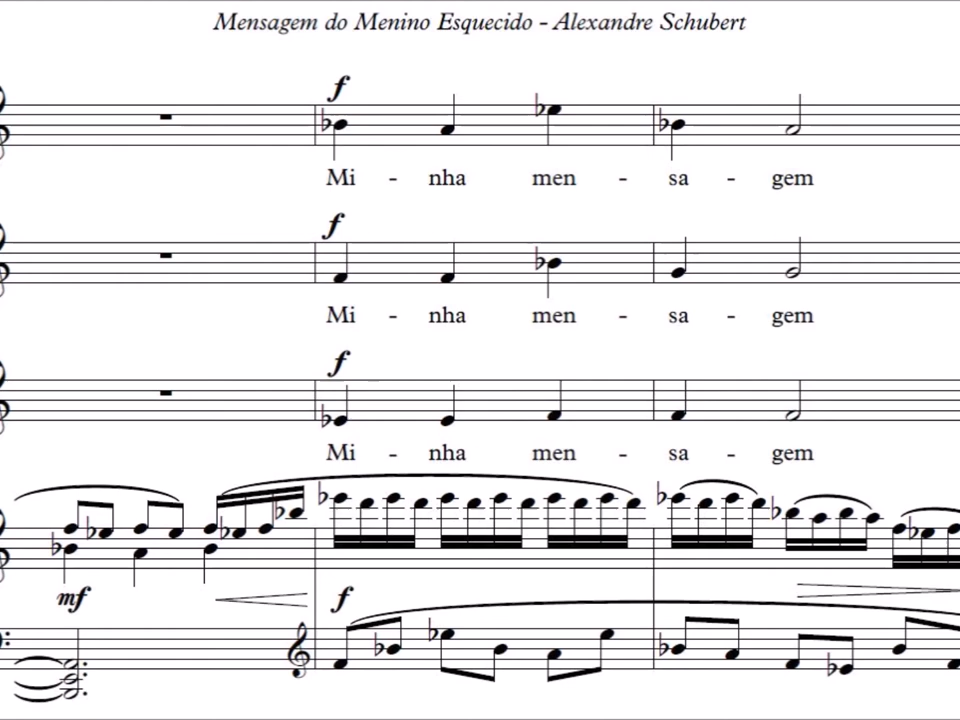 Mensagem do Menino Esquecido - Alexandre Schubert
f
Mi - nha men - sa - gem
f
Mi - nha men - sa - gem
f
Mi - nha men - sa - gem
mf f